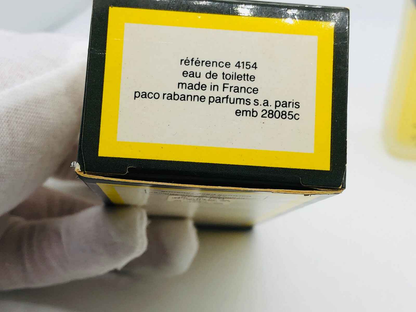 référence 4154
eau de toilette
made in France
paco rabanne parfums s.a. paris
emb 28085c